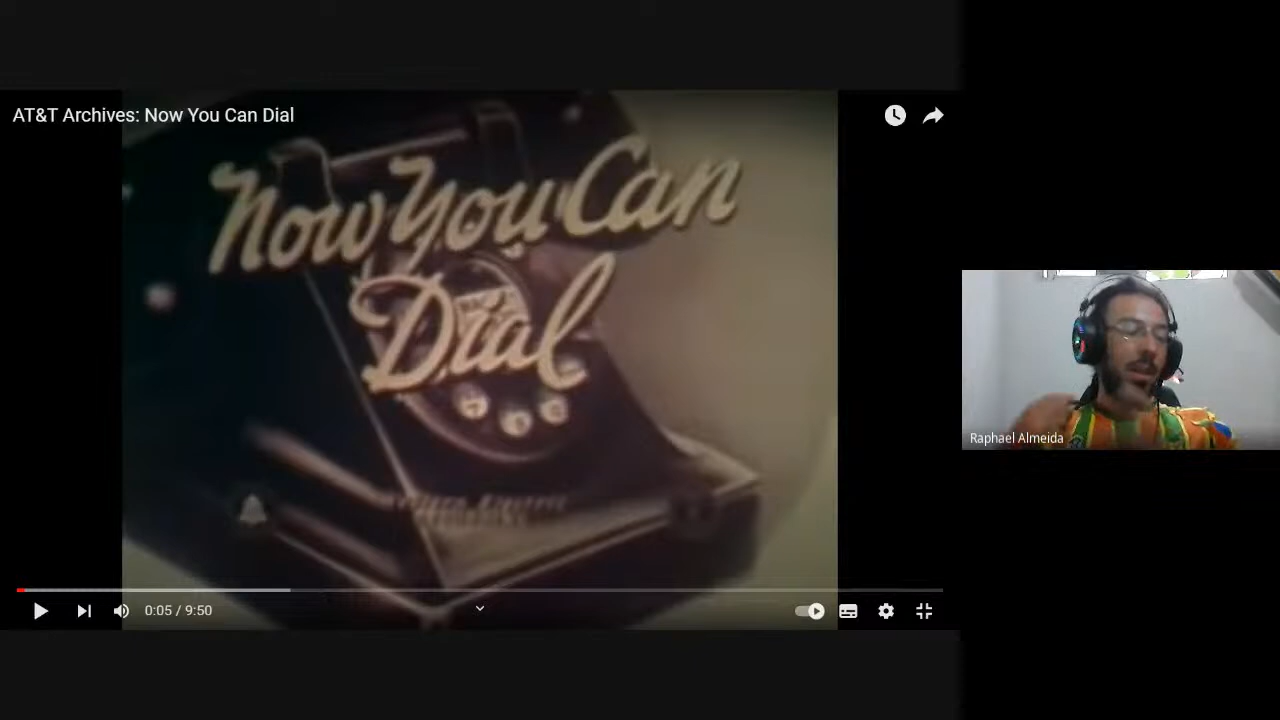 AT&T Archives: Now You Can Dial
Now You Can
Dial
0:05 / 9:50
Raphael Almeida